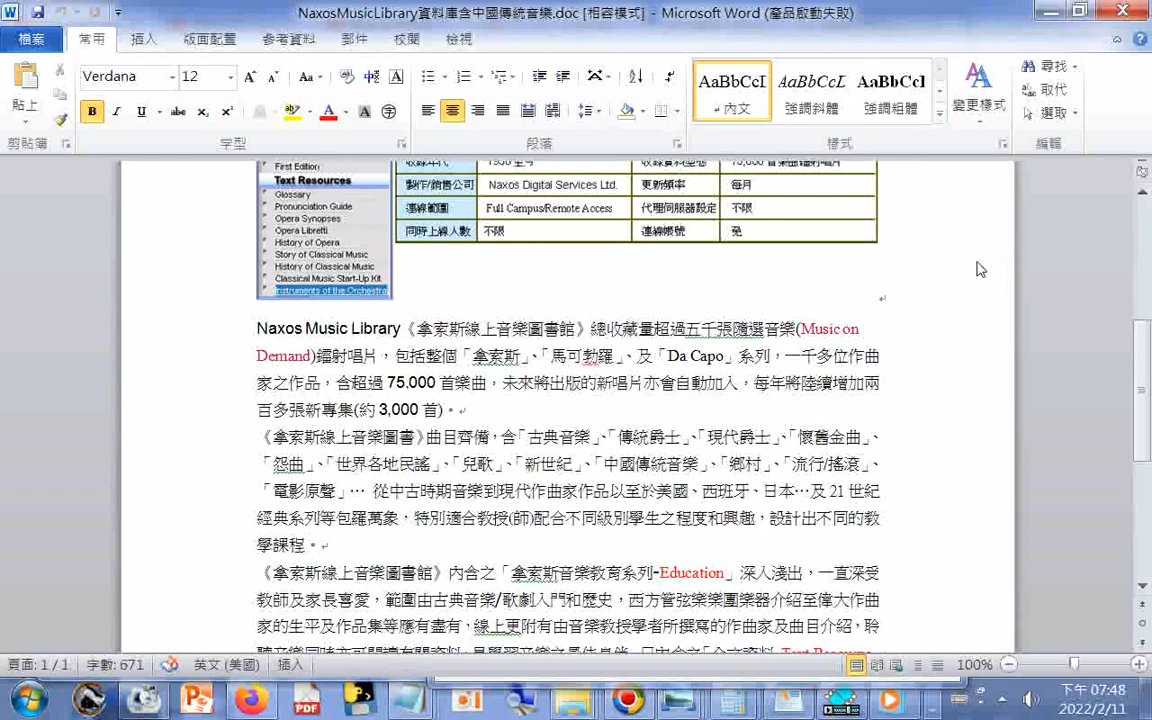 NaxosMusicLibrary資料庫含中國傳統音樂.doc [相容模式] - Microsoft Word (產品啟動失敗)
檔案 常用 插入 版面配置 參考資料 郵件 校閱 檢視
Verdana 12 AaBbCcI AaBbCcI AaBbCcI 尋找
貼上 變更樣式 取代
內文 強調斜體 強調粗體 選取
剪貼簿 字型 段落 樣式 編輯
First Edition
Text Resources
Glossary
Pronunciation Guide
Opera Synopses
Opera Libretti
History of Opera
Story of Classical Music
History of Classical Music
Classical Music Start-Up Kit
Instruments of the Orchestra
製作/銷售公司 Naxos Digital Services Ltd. 更新頻率 每月
連線範圍 Full Campus/Remote Access 代理伺服器設定 不限
同時上線人數 不限 連線帳號 免
Naxos Music Library《拿索斯線上音樂圖書館》總收藏量超過五千張隨選音樂(Music on
Demand)鐳射唱片，包括整個「拿索斯」、「馬可勃羅」、及「Da Capo」系列，一千多位作曲
家之作品，含超過 75,000 首樂曲，未來將出版的新唱片亦會自動加入，每年將陸續增加兩
百多張新專集(約 3,000 首)。
《拿索斯線上音樂圖書》曲目齊備，含「古典音樂」、「傳統爵士」、「現代爵士」、「懷舊金曲」、
「怨曲」、「世界各地民謠」、「兒歌」、「新世紀」、「中國傳統音樂」、「鄉村」、「流行/搖滾」、
「電影原聲」… 從中古時期音樂到現代作曲家作品以至於美國、西班牙、日本…及 21 世紀
經典系列等包羅萬象，特別適合教授(師)配合不同級別學生之程度和興趣，設計出不同的教
學課程。
《拿索斯線上音樂圖書館》內含之「拿索斯音樂教育系列-Education」深入淺出，一直深受
教師及家長喜愛，範圍由古典音樂/歌劇入門和歷史，西方管弦樂樂團樂器介紹至偉大作曲
家的生平及作品集等應有盡有，線上更附有由音樂教授學者所撰寫的作曲家及曲目介紹，聆
頁面: 1 / 1 字數: 671 英文 (美國) 插入 100%
下午 07:48
2022/2/11